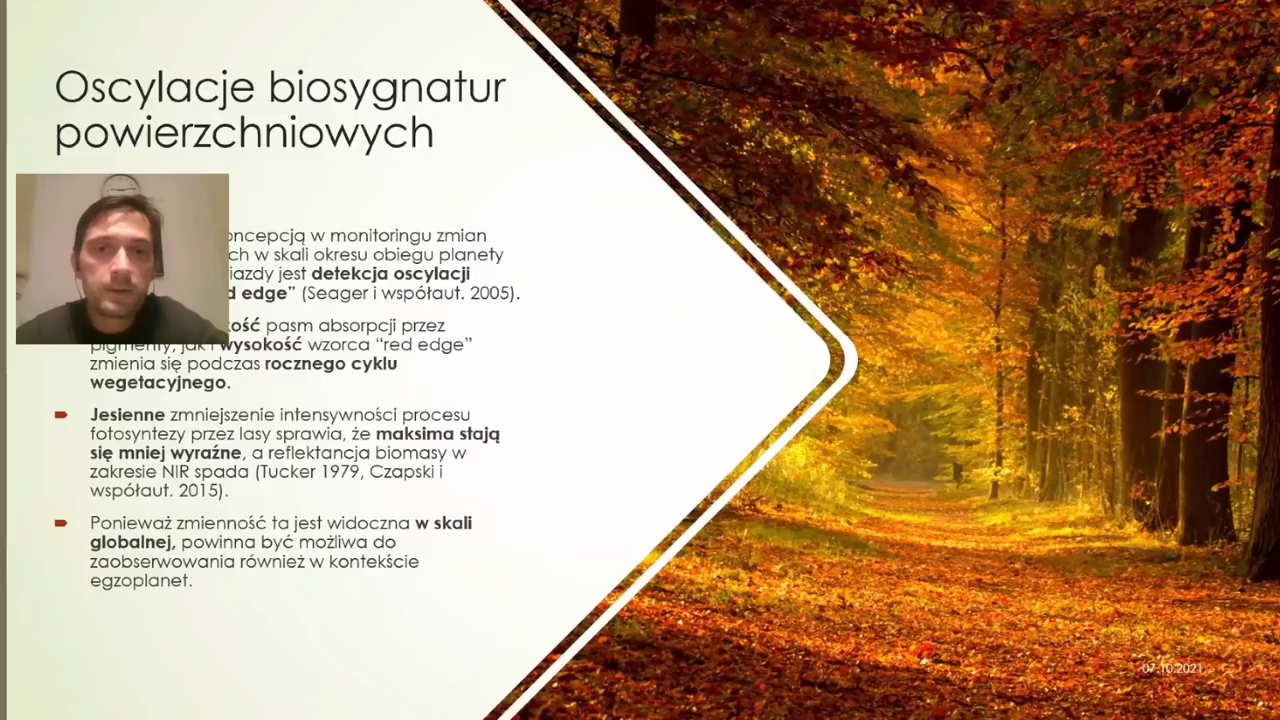 Oscylacje biosygnatur
powierzchniowych
oncepcją w monitoringu zmian
ch w skali okresu obiegu planety
iazdy jest detekcja oscylacji
d edge” (Seager i współaut. 2005).
kość pasm absorpcji przez
pigmenty, jak i wysokość wzorca “red edge”
zmienia się podczas rocznego cyklu
wegetacyjnego.
Jesienne zmniejszenie intensywności procesu
fotosyntezy przez lasy sprawia, że maksima stają
się mniej wyraźne, a reflektancja biomasy w
zakresie NIR spada (Tucker 1979, Czapski i
współaut. 2015).
Ponieważ zmienność ta jest widoczna w skali
globalnej, powinna być możliwa do
zaobserwowania również w kontekście
egzoplanet.
07.10.2021